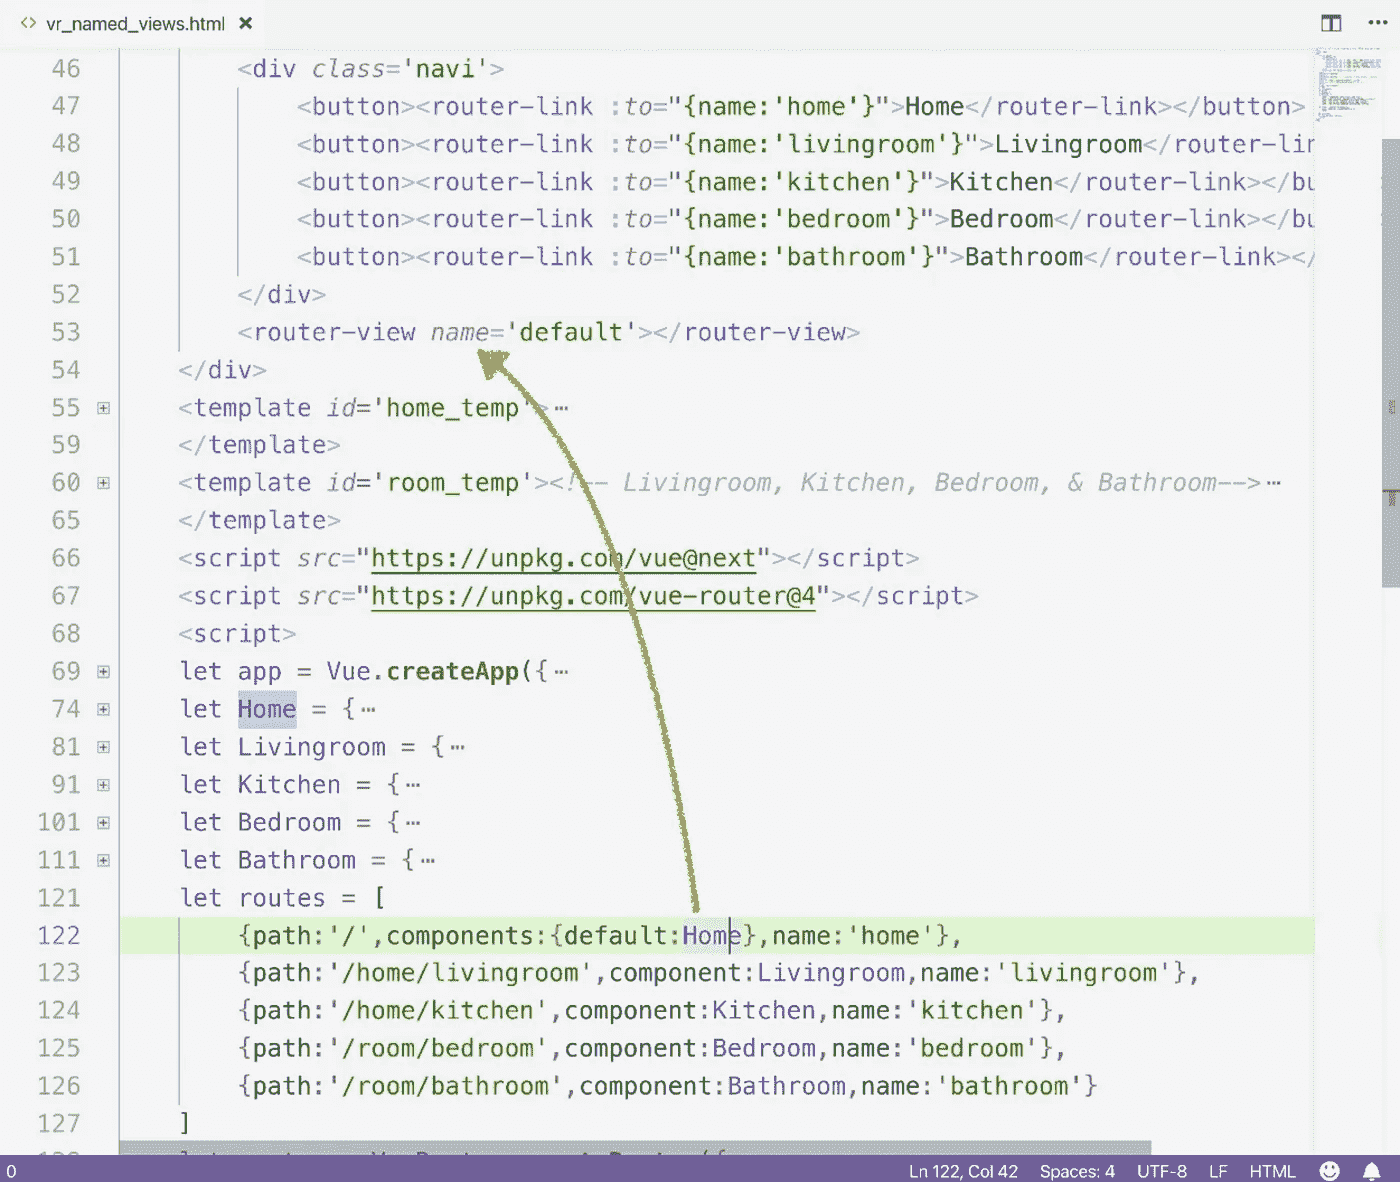 <> vr_named_views.html ×
46 <div class='navi'>
47 <button><router-link :to="{name:'home'}">Home</router-link></button>
48 <button><router-link :to="{name:'livingroom'}">Livingroom</router-lin
49 <button><router-link :to="{name:'kitchen'}">Kitchen</router-link></bu
50 <button><router-link :to="{name:'bedroom'}">Bedroom</router-link></bu
51 <button><router-link :to="{name:'bathroom'}">Bathroom</router-link></
52 </div>
53 <router-view name='default'></router-view>
54 </div>
55 <template id='home_temp'>…
59 </template>
60 <template id='room_temp'><!-- Livingroom, Kitchen, Bedroom, & Bathroom-->…
65 </template>
66 <script src="https://unpkg.com/vue@next"></script>
67 <script src="https://unpkg.com/vue-router@4"></script>
68 <script>
69 let app = Vue.createApp({…
74 let Home = {…
81 let Livingroom = {…
91 let Kitchen = {…
101 let Bedroom = {…
111 let Bathroom = {…
121 let routes = [
122 {path:'/',components:{default:Home},name:'home'},
123 {path:'/home/livingroom',component:Livingroom,name:'livingroom'},
124 {path:'/home/kitchen',component:Kitchen,name:'kitchen'},
125 {path:'/room/bedroom',component:Bedroom,name:'bedroom'},
126 {path:'/room/bathroom',component:Bathroom,name:'bathroom'}
127 ]
0 Ln 122, Col 42 Spaces: 4 UTF-8 LF HTML